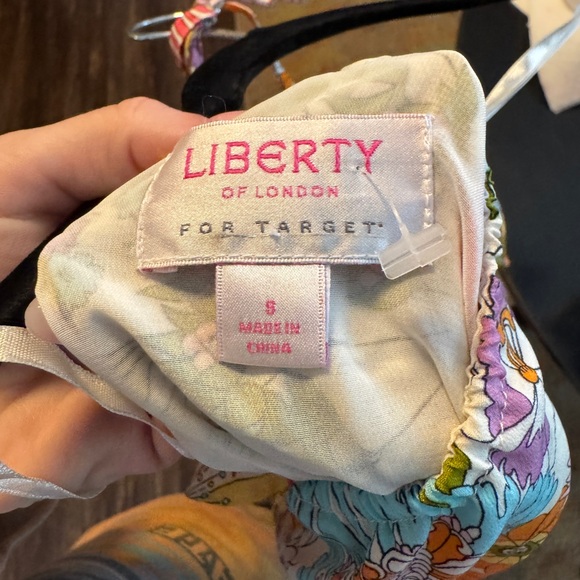 LIBERTY
OF LONDON
FOR TARGET
S
MADE IN
CHINA